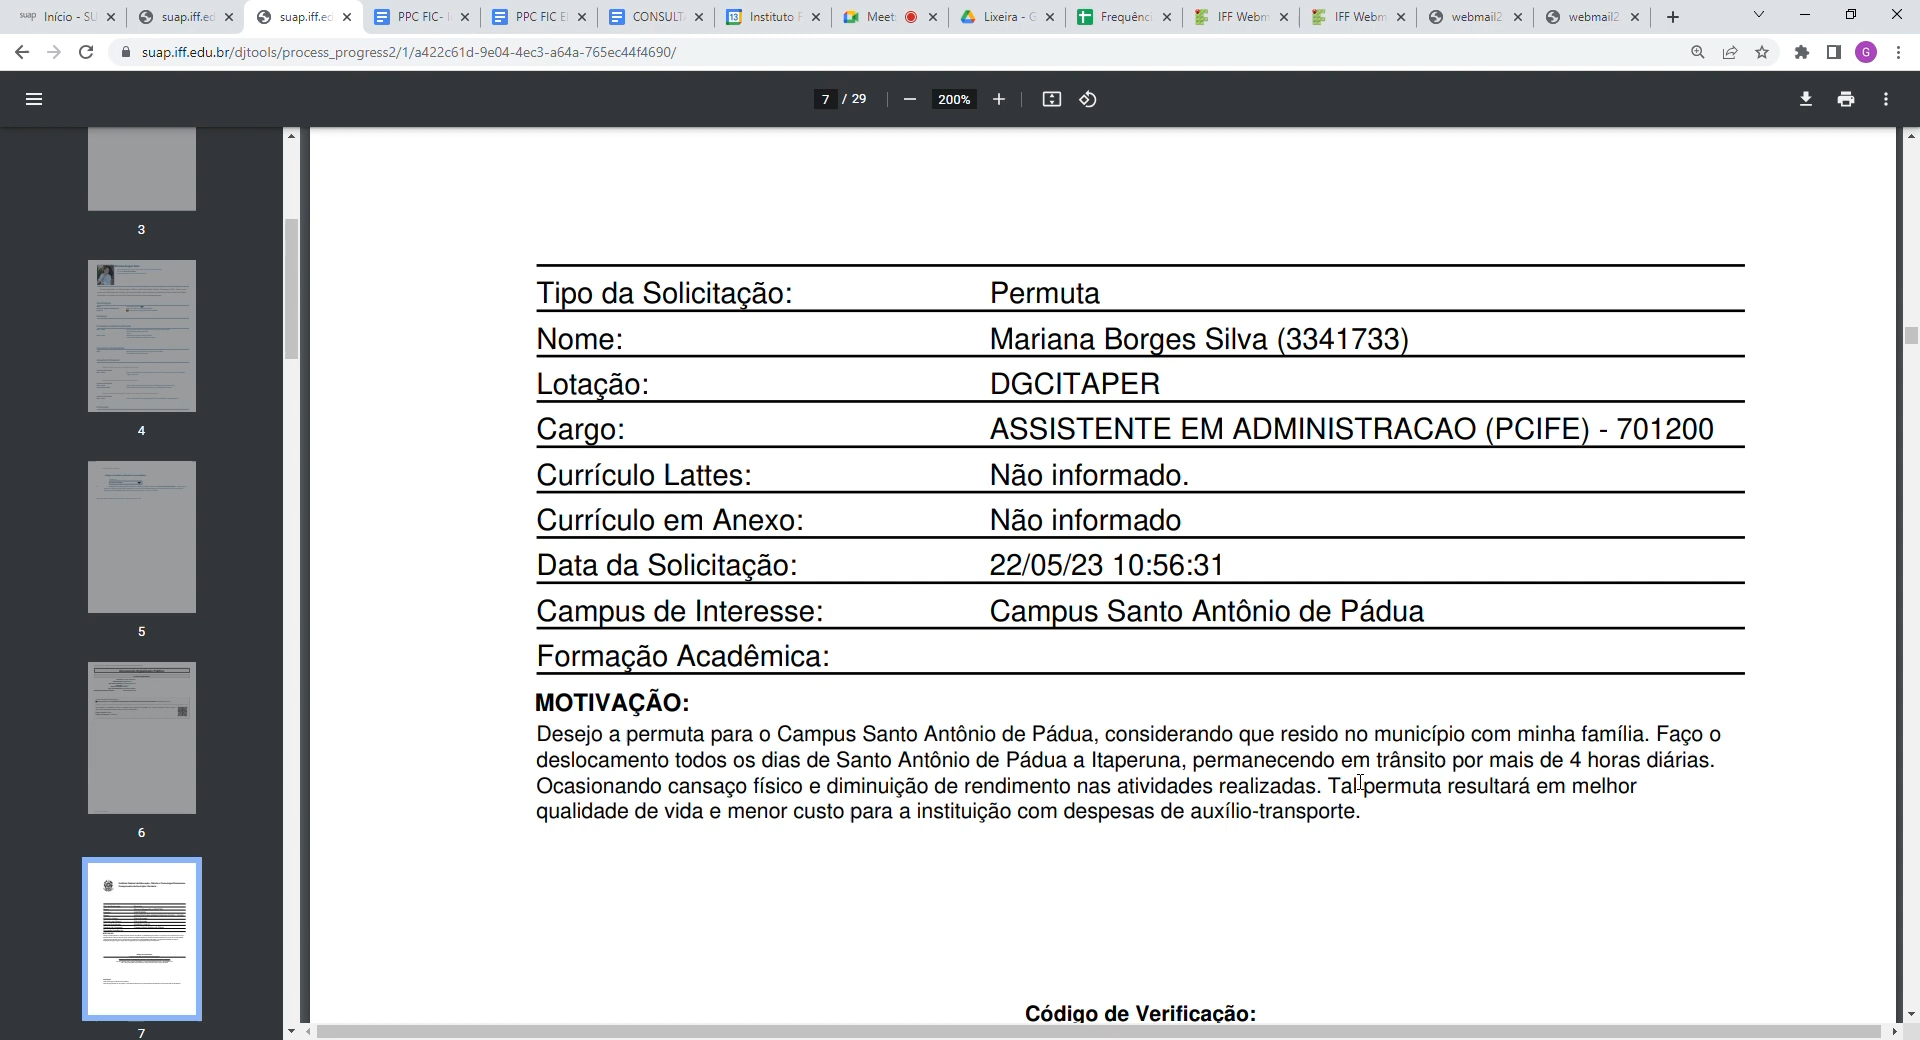 Início - SU
suap.iff.ed
suap.iff.ed
PPC FIC-
PPC FIC E
CONSULT
13
Instituto F
Meet
Lixeira - G
Frequênci
IFF Webm
IFF Webm
webmail2
webmail2
suap.iff.edu.br/djtools/process_progress2/1/a422c61d-9e04-4ec3-a64a-765ec44f4690/
G
7 / 29
200%
3
4
5
6
7
Tipo da Solicitação: Permuta
Nome: Mariana Borges Silva (3341733)
Lotação: DGCITAPER
Cargo: ASSISTENTE EM ADMINISTRACAO (PCIFE) - 701200
Currículo Lattes: Não informado.
Currículo em Anexo: Não informado
Data da Solicitação: 22/05/23 10:56:31
Campus de Interesse: Campus Santo Antônio de Pádua
Formação Acadêmica:
MOTIVAÇÃO:
Desejo a permuta para o Campus Santo Antônio de Pádua, considerando que resido no município com minha família. Faço o
deslocamento todos os dias de Santo Antônio de Pádua a Itaperuna, permanecendo em trânsito por mais de 4 horas diárias.
Ocasionando cansaço físico e diminuição de rendimento nas atividades realizadas. Tal permuta resultará em melhor
qualidade de vida e menor custo para a instituição com despesas de auxílio-transporte.
Código de Verificação: